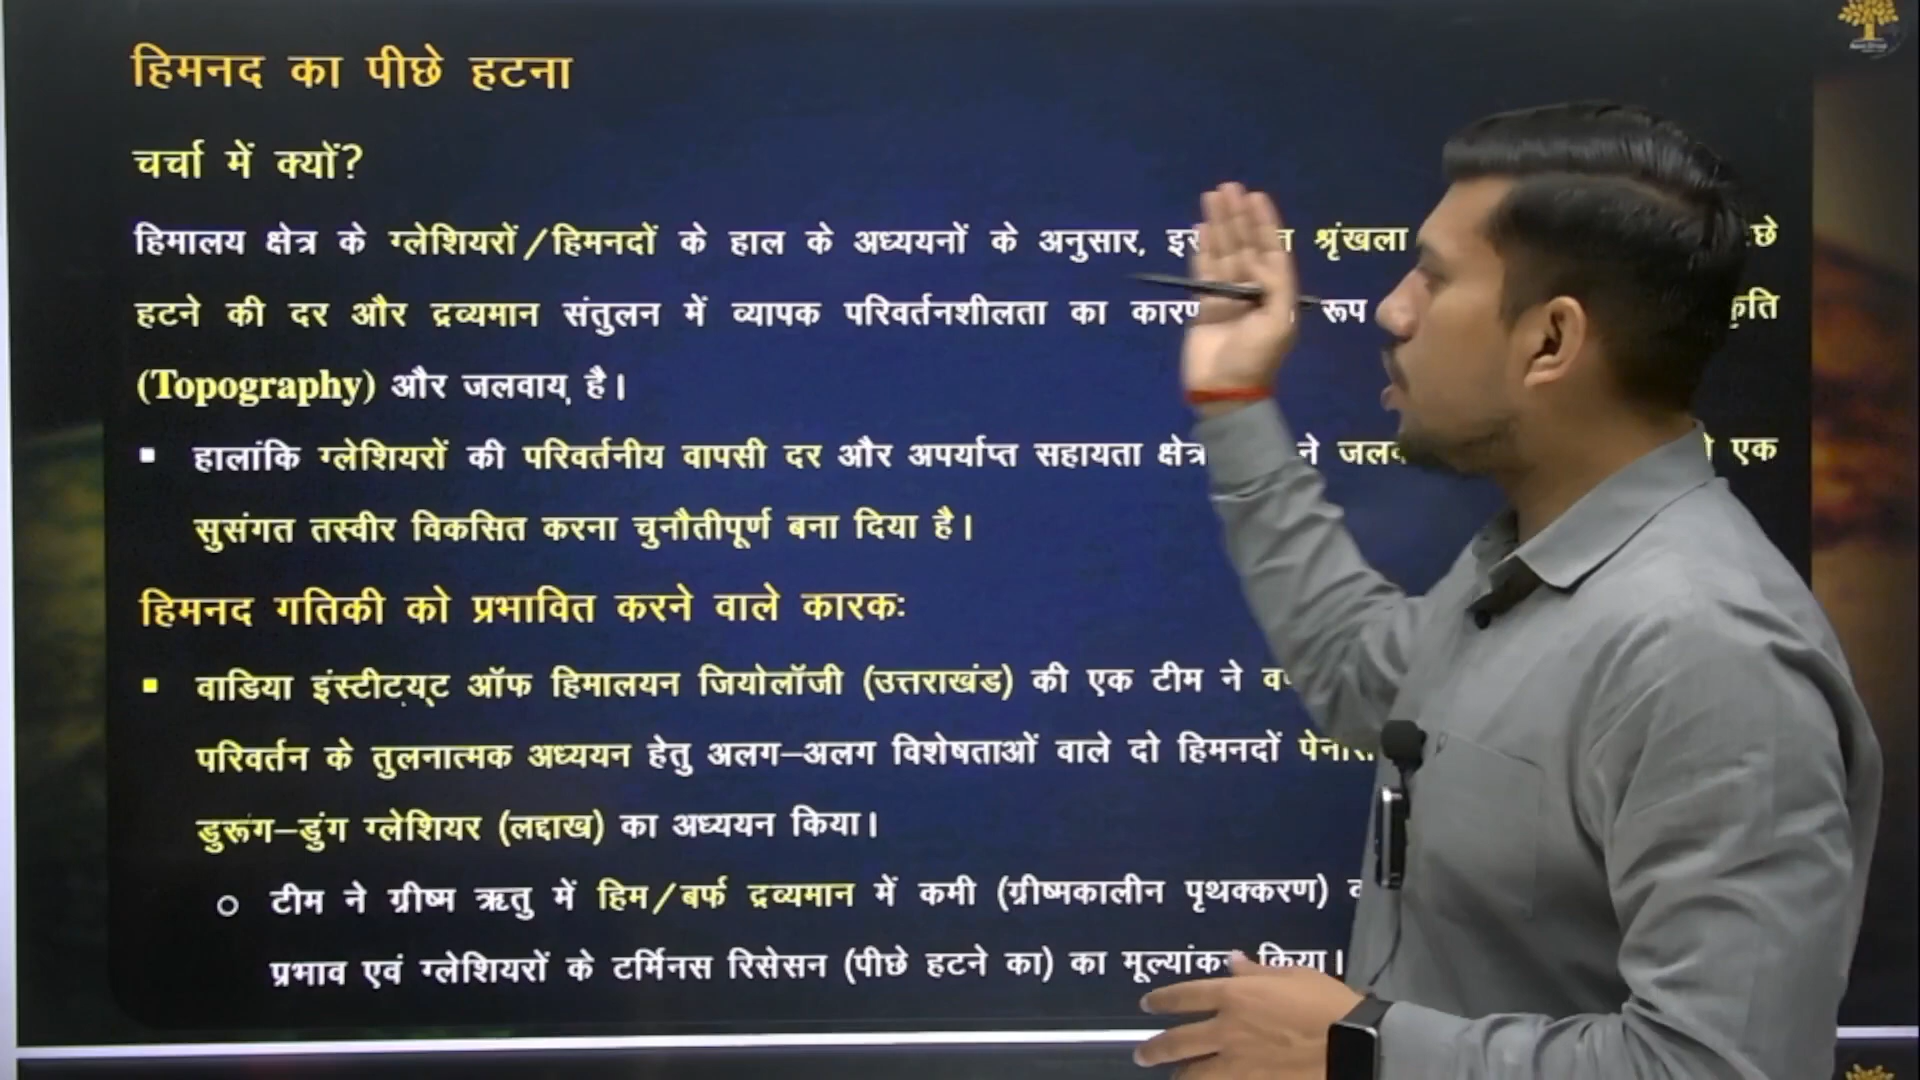 हिमनद का पीछे हटना
चर्चा में क्यों?
हिमालय क्षेत्र के ग्लेशियरों/हिमनदों के हाल के अध्ययनों के अनुसार, श्रृंखला
हटने की दर और द्रव्यमान संतुलन में व्यापक परिवर्तनशीलता का कारण रूप
(Topography) और जलवायु है।
हालांकि ग्लेशियरों की परिवर्तनीय वापसी दर और अपर्याप्त सहायता क्षेत्र ने एक
सुसंगत तस्वीर विकसित करना चुनौतीपूर्ण बना दिया है।
हिमनद गतिकी को प्रभावित करने वाले कारकः
वाडिया इंस्टीटयूट ऑफ हिमालयन जियोलॉजी (उत्तराखंड) की एक टीम ने
परिवर्तन के तुलनात्मक अध्ययन हेतु अलग–अलग विशेषताओं वाले दो हिमनदों
डुरूंग–डुंग ग्लेशियर (लद्दाख) का अध्ययन किया।
टीम ने ग्रीष्म ऋतु में हिम/बर्फ द्रव्यमान में कमी (ग्रीष्मकालीन पृथक्करण)
प्रभाव एवं ग्लेशियरों के टर्मिनस रिसेसन (पीछे हटने का) का मूल्यांकन किया।